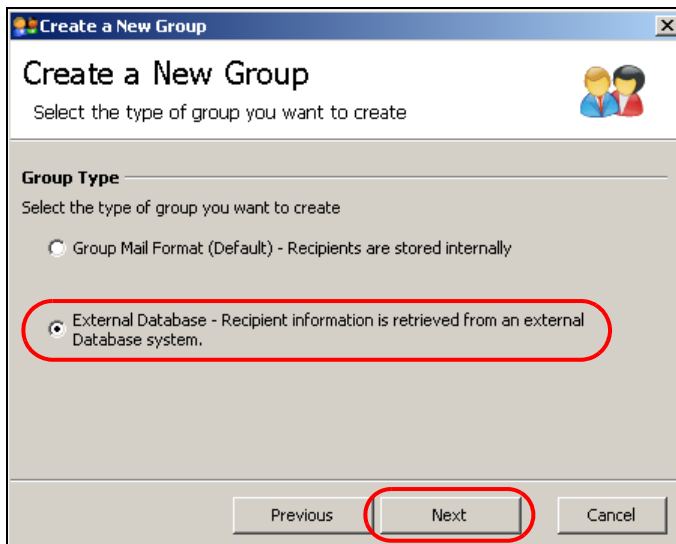 Create a New Group
Create a New Group
Select the type of group you want to create
Group Type
Select the type of group you want to create
Group Mail Format (Default) - Recipients are stored internally
External Database - Recipient information is retrieved from an external
Database system.
Previous
Next
Cancel